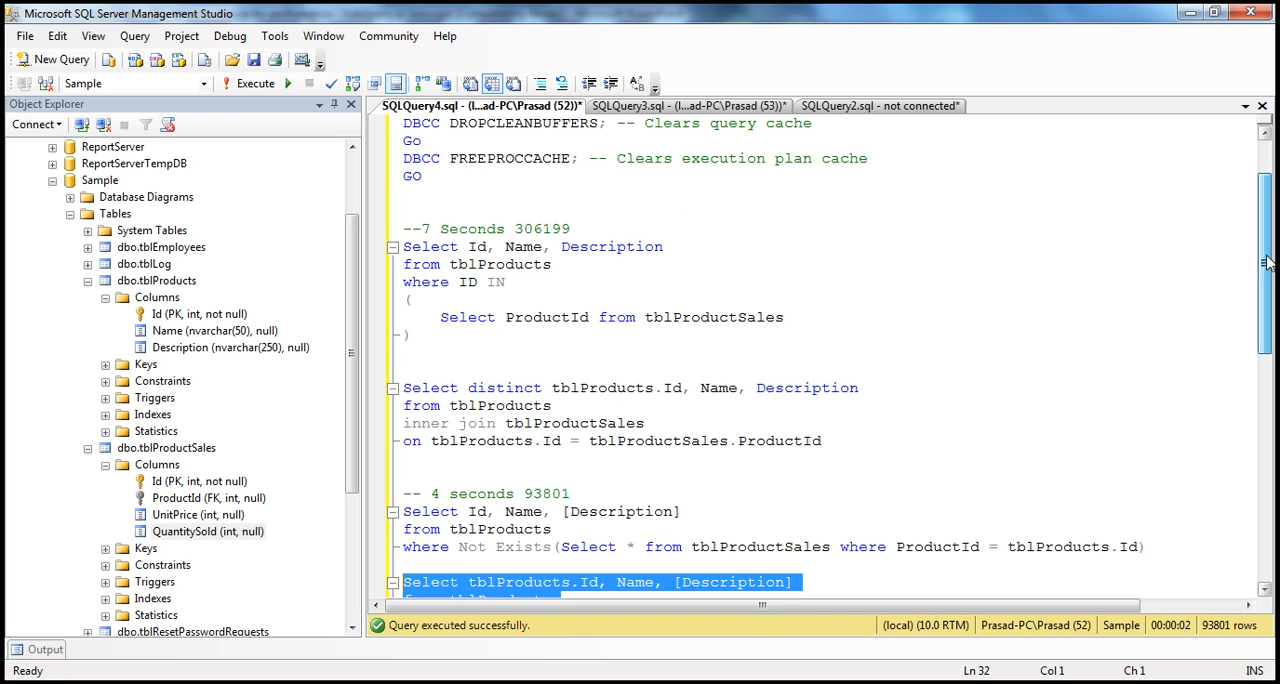 Microsoft SQL Server Management Studio
File Edit View Query Project Debug Tools Window Community Help
New Query
Sample Execute
Object Explorer
SQLQuery4.sql - (l...ad-PC\Prasad (52))* SQLQuery3.sql - (l...ad-PC\Prasad (53))* SQLQuery2.sql - not connected*
Connect
ReportServer
ReportServerTempDB
Sample
Database Diagrams
Tables
System Tables
dbo.tblEmployees
dbo.tblLog
dbo.tblProducts
Columns
Id (PK, int, not null)
Name (nvarchar(50), null)
Description (nvarchar(250), null)
Keys
Constraints
Triggers
Indexes
Statistics
dbo.tblProductSales
Columns
Id (PK, int, not null)
ProductId (FK, int, null)
UnitPrice (int, null)
QuantitySold (int, null)
Keys
Constraints
Triggers
Indexes
Statistics
dbo.tblResetPasswordRequests
DBCC DROPCLEANBUFFERS; -- Clears query cache
Go
DBCC FREEPROCCACHE; -- Clears execution plan cache
GO
--7 Seconds 306199
Select Id, Name, Description
from tblProducts
where ID IN
(
Select ProductId from tblProductSales
)
Select distinct tblProducts.Id, Name, Description
from tblProducts
inner join tblProductSales
on tblProducts.Id = tblProductSales.ProductId
-- 4 seconds 93801
Select Id, Name, [Description]
from tblProducts
where Not Exists(Select * from tblProductSales where ProductId = tblProducts.Id)
Select tblProducts.Id, Name, [Description]
Query executed successfully. (local) (10.0 RTM) Prasad-PC\Prasad (52) Sample 00:00:02 93801 rows
Output
Ready Ln 32 Col 1 Ch 1 INS